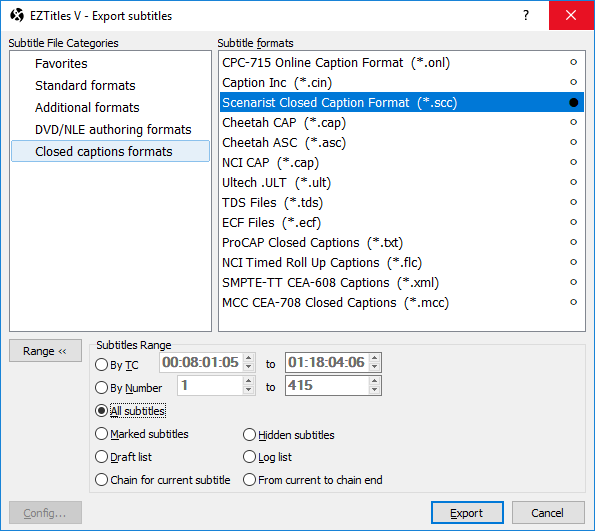 EZTitles V - Export subtitles
?
Subtitle File Categories
Favorites
Standard formats
Additional formats
DVD/NLE authoring formats
Closed captions formats
Subtitle formats
CPC-715 Online Caption Format (*.onl)
Caption Inc (*.cin)
Scenarist Closed Caption Format (*.scc)
Cheetah CAP (*.cap)
Cheetah ASC (*.asc)
NCI CAP (*.cap)
Ultech .ULT (*.ult)
TDS Files (*.tds)
ECF Files (*.ecf)
ProCAP Closed Captions (*.txt)
NCI Timed Roll Up Captions (*.flc)
SMPTE-TT CEA-608 Captions (*.xml)
MCC CEA-708 Closed Captions (*.mcc)
Range <<
Subtitles Range
By TC 00:08:01:05 to 01:18:04:06
By Number 1 to 415
All subtitles
Marked subtitles Hidden subtitles
Draft list Log list
Chain for current subtitle From current to chain end
Config... Export Cancel